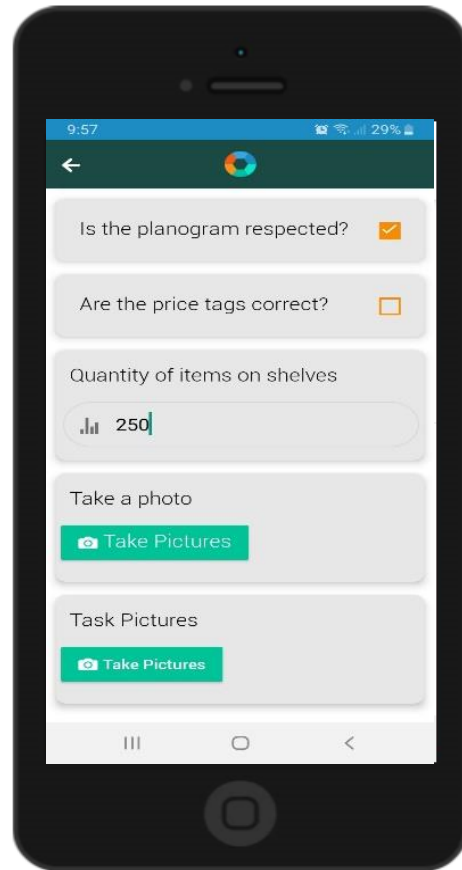 9:57 29%
Is the planogram respected?
Are the price tags correct?
Quantity of items on shelves
250
Take a photo
Take Pictures
Task Pictures
Take Pictures